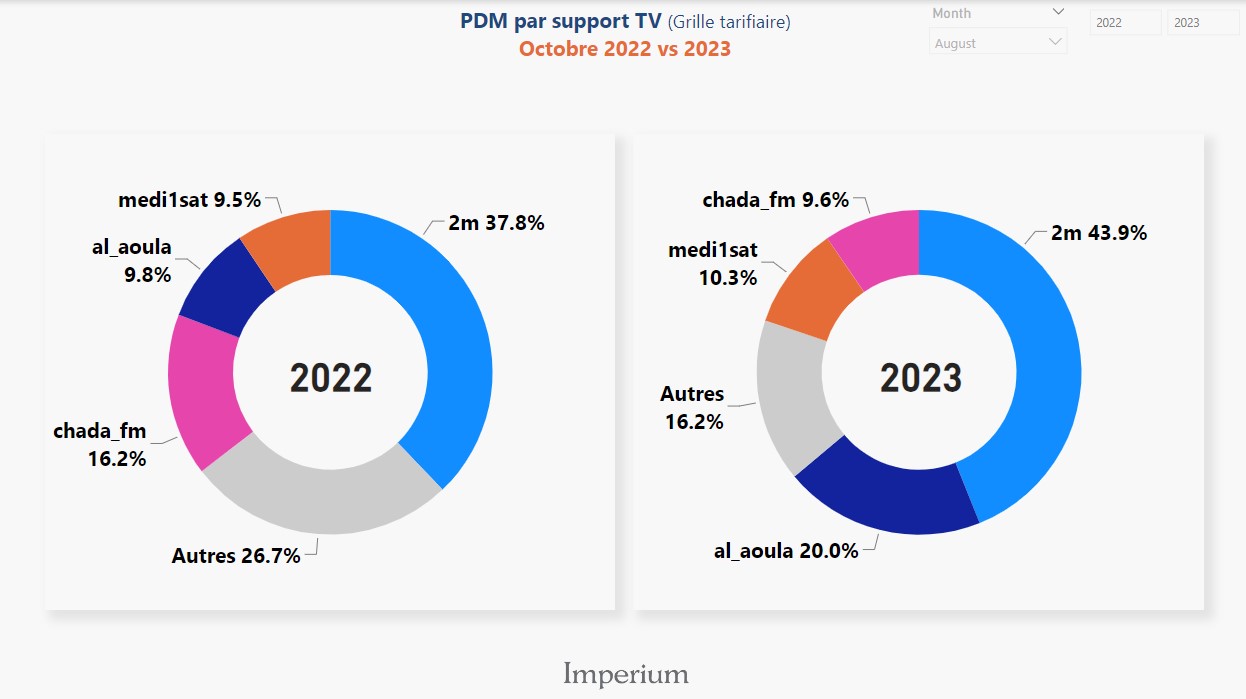 PDM par support TV (Grille tarifiaire)
Octobre 2022 vs 2023
Month
August
2022
2023
medi1sat 9.5%
2m 37.8%
al_aoula
9.8%
2022
chada_fm
16.2%
Autres 26.7%
chada_fm 9.6%
2m 43.9%
medi1sat
10.3%
2023
Autres
16.2%
al_aoula 20.0%
Imperium